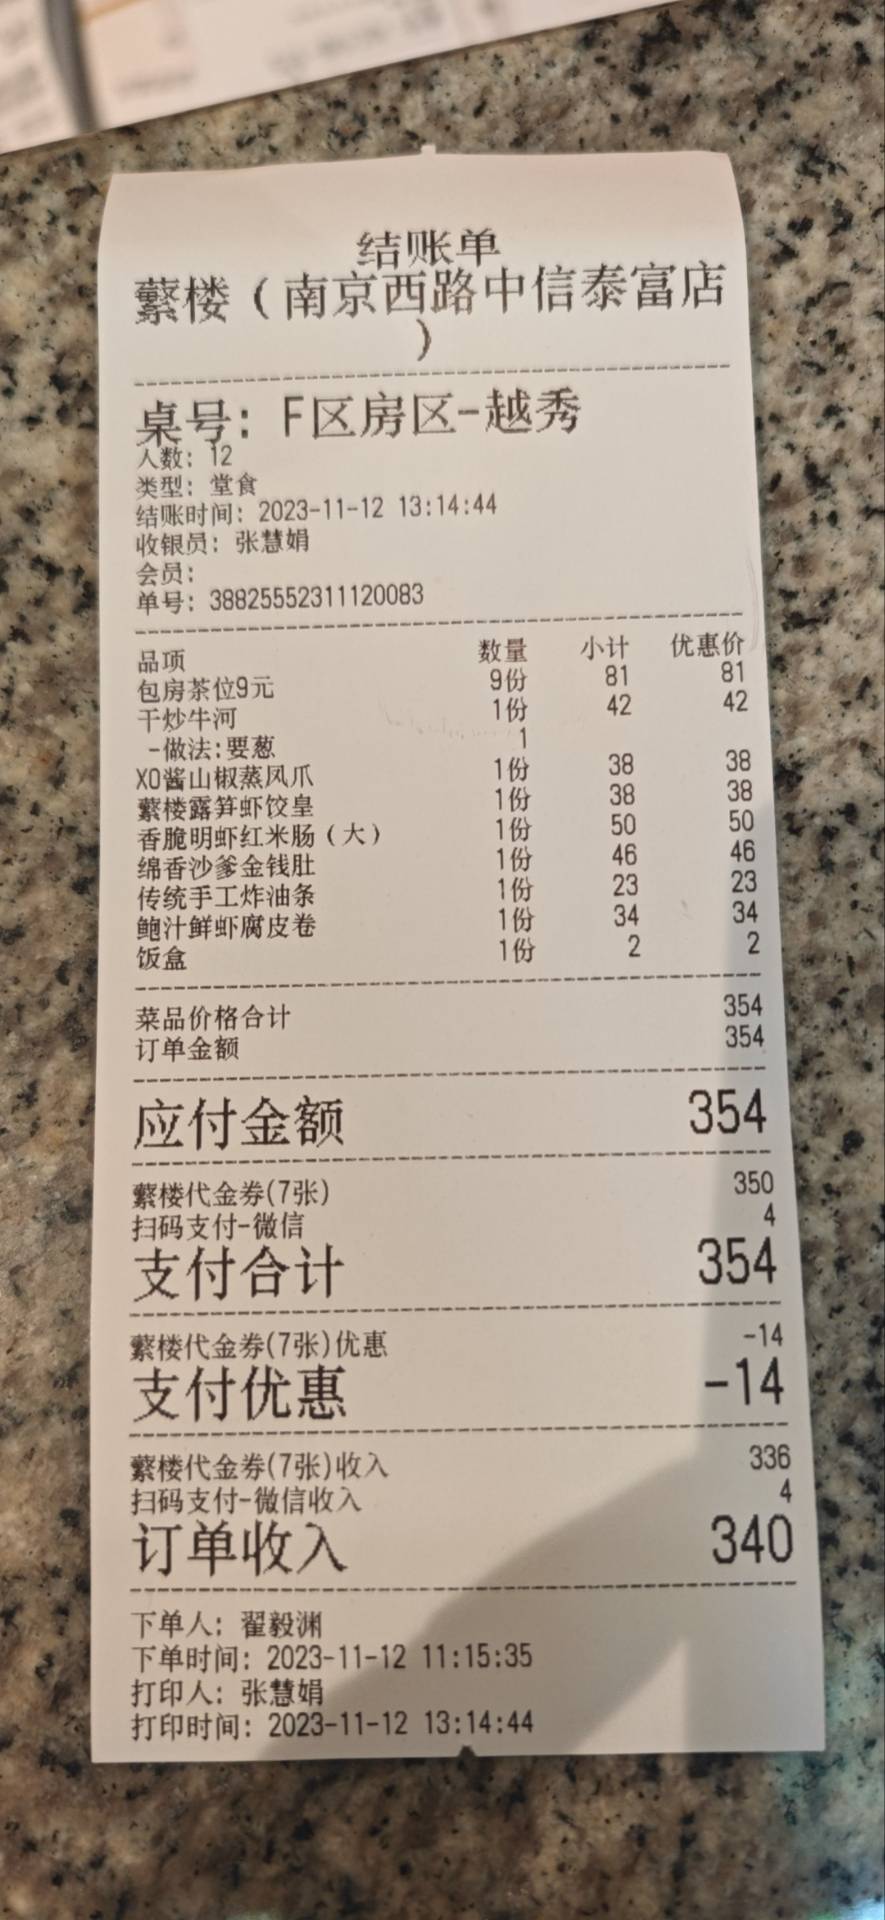 结账单
蘩楼（南京西路中信泰富店
）
桌号: F区房区-越秀
人数: 12
类型: 堂食
结账时间: 2023-11-12 13:14:44
收银员: 张慧娟
会员:
单号: 38825552311120083
品项 数量 小计 优惠价
包房茶位9元 9份 81 81
干炒牛河 1份 42 42
-做法:要葱 1
XO酱山椒蒸凤爪 1份 38 38
蘩楼露笋虾饺皇 1份 38 38
香脆明虾红米肠（大） 1份 50 50
绵香沙爹金钱肚 1份 46 46
传统手工炸油条 1份 23 23
鲍汁鲜虾腐皮卷 1份 34 34
饭盒 1份 2 2
菜品价格合计 354
订单金额 354
应付金额 354
蘩楼代金券(7张) 350
扫码支付-微信 4
支付合计 354
蘩楼代金券(7张)优惠 -14
支付优惠 -14
蘩楼代金券(7张)收入 336
扫码支付-微信收入 4
订单收入 340
下单人: 翟毅渊
下单时间: 2023-11-12 11:15:35
打印人: 张慧娟
打印时间: 2023-11-12 13:14:44